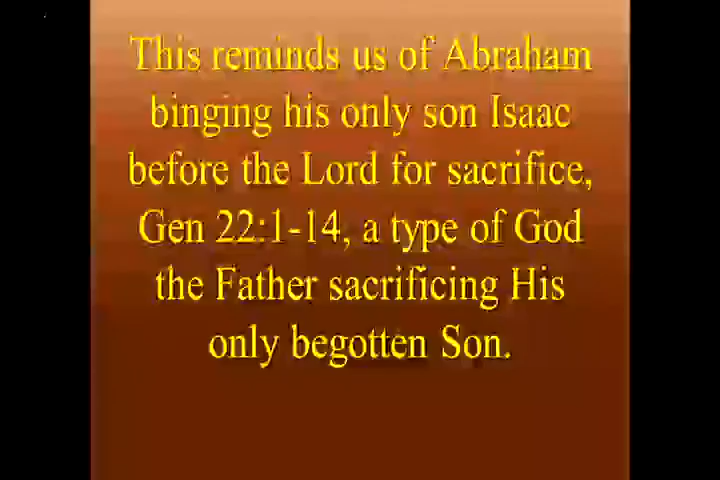 This reminds us of Abraham
binging his only son Isaac
before the Lord for sacrifice,
Gen 22:1-14, a type of God
the Father sacrificing His
only begotten Son.